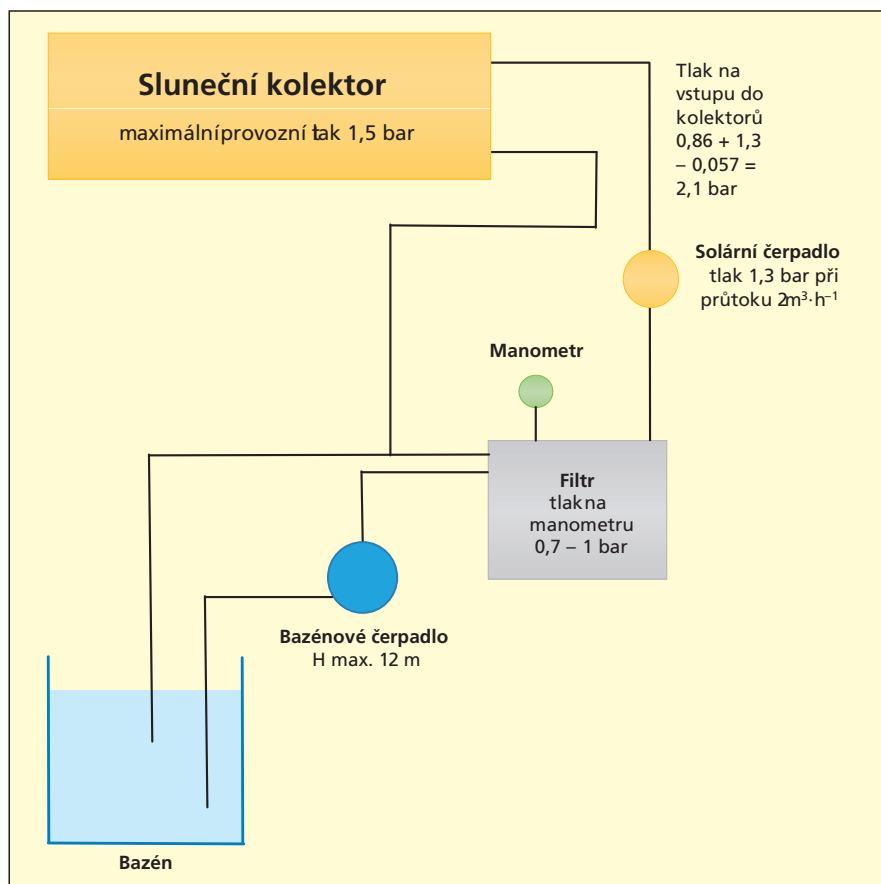 Sluneční kolektor
maximálníprovozní tlak 1,5 bar
Tlak na
vstupu do
kolektorů
0,86 + 1,3
– 0,057 =
2,1 bar
Solární čerpadlo
tlak 1,3 bar při
průtoku 2m³·h⁻¹
Manometr
Filtr
tlakna
manometru
0,7 – 1 bar
Bazénové čerpadlo
H max. 12 m
Bazén